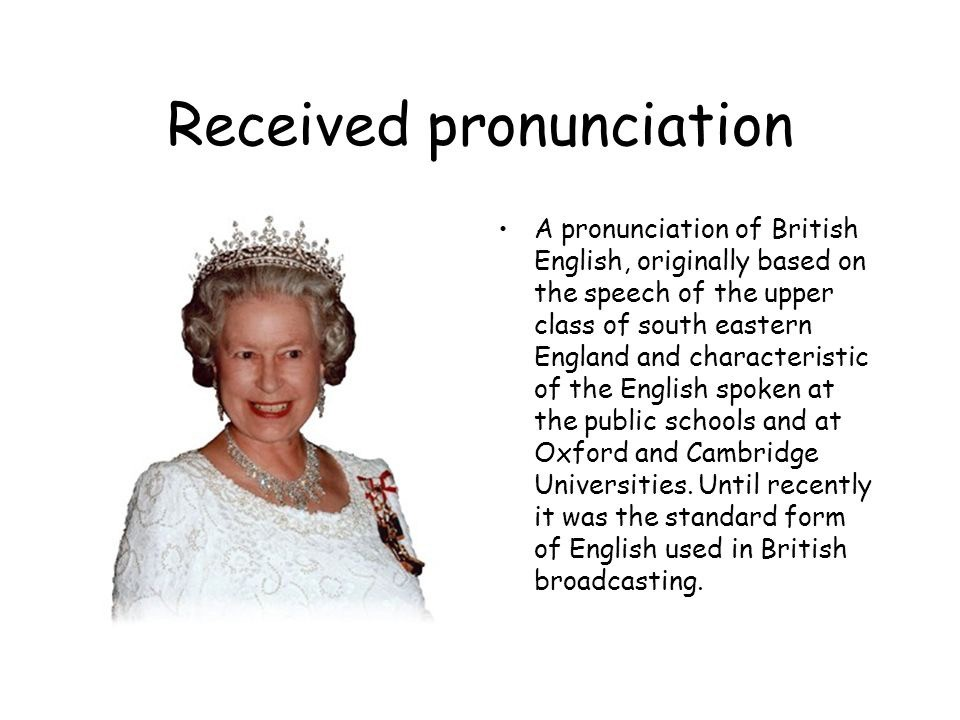 Received pronunciation
• A pronunciation of British
English, originally based on
the speech of the upper
class of south eastern
England and characteristic
of the English spoken at
the public schools and at
Oxford and Cambridge
Universities. Until recently
it was the standard form
of English used in British
broadcasting.